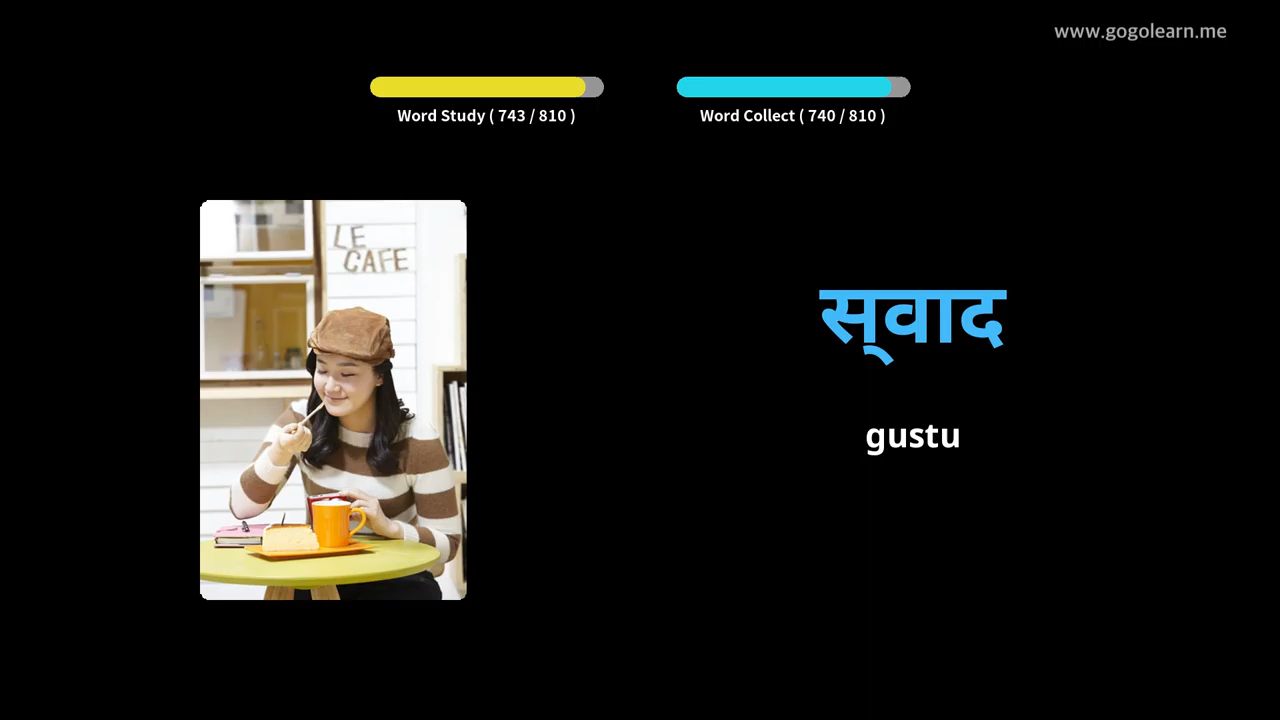 www.gogolearn.me
Word Study ( 743 / 810 )
Word Collect ( 740 / 810 )
LE
CAFE
स्‌वाद
gustu